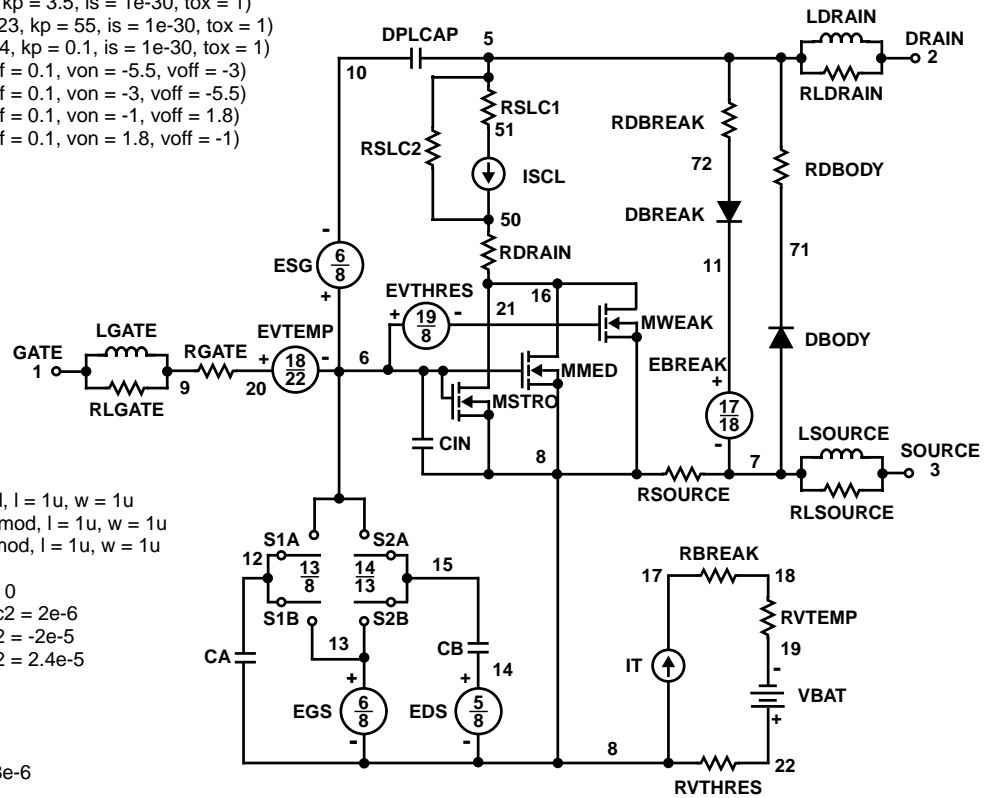 kp = 3.5, is = 1e-30, tox = 1)
23, kp = 55, is = 1e-30, tox = 1)
4, kp = 0.1, is = 1e-30, tox = 1)
f = 0.1, von = -5.5, voff = -3)
f = 0.1, von = -3, voff = -5.5)
f = 0.1, von = -1, voff = 1.8)
f = 0.1, von = 1.8, voff = -1)
LDRAIN
DPLCAP 5 DRAIN
10 2
RLDRAIN
RSLC1
51
RDBREAK
RSLC2 72 RDBODY
ISCL
DBREAK
50
- RDRAIN 71
ESG 6 8 11
+ EVTHRES 16
+ 19 8 - 21 MWEAK
LGATE EVTEMP DBODY
GATE RGATE + 18 22 - 6 EBREAK
1 MMED +
9 20 MSTRO 17 18
RLGATE -
CIN 8 7 LSOURCE SOURCE
3
RSOURCE
RLSOURCE
l, l = 1u, w = 1u
mod, l = 1u, w = 1u
mod, l = 1u, w = 1u
S1A S2A RBREAK
12 13 8 14 13 15 17 18
0
c2 = 2e-6 S1B S2B RVTEMP
2 = -2e-5 13 CB 19
2 = 2.4e-5 CA 14 IT -
+ + VBAT
EGS 6 8 EDS 5 8 +
- - 8 22
RVTHRES
3e-6